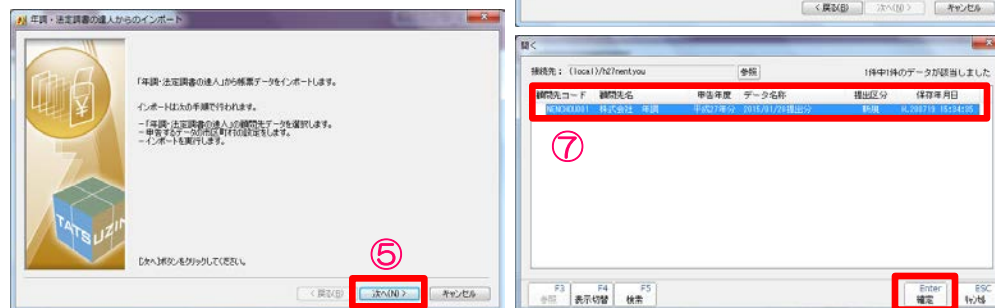 年調・法定調書の達人からのインポート
「年調・法定調書の達人」から帳票データをインポートします。
インポートは次の手順で行われます。
－「年調・法定調書の達人」の顧問先データを選択します。
－申告するデータの市区町村の設定をします。
－インポートを実行します。
[次へ]ボタンをクリックしてください。
TATSUZIN
⑤
< 戻る(B)
次へ(N) >
キャンセル
< 戻る(B)
次へ(N) >
キャンセル
開く
接続先： (local)/h27nent.you
参照
1件中1件のデータが該当しました
顧問先コード 顧問先名 申告年度 データ名称 提出区分 保存年月日
NENCHOU001 株式会社 年調 平成27年分 2015/01/20提出分 新規
⑦
F3 参照
F4 表示切替
F5 検索
Enter 確定
ESC キャンセル